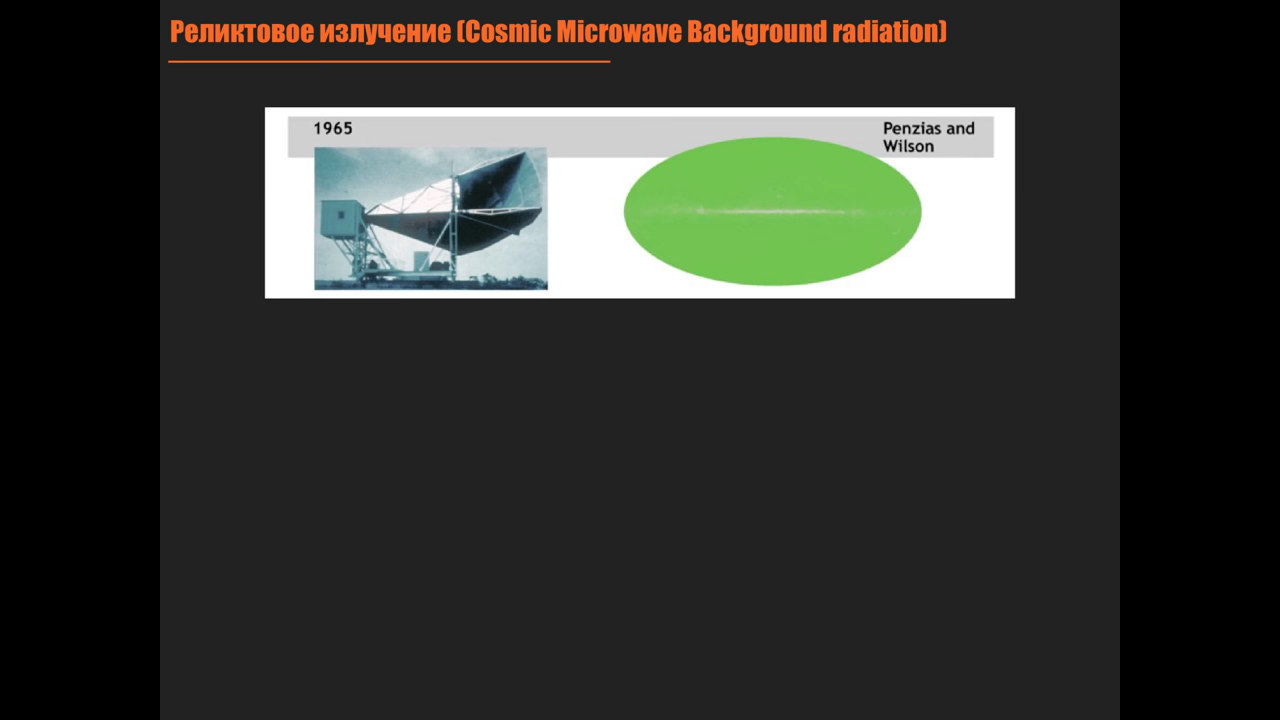 Реликтовое излучение (Cosmic Microwave Background radiation)
1965
Penzias and
Wilson